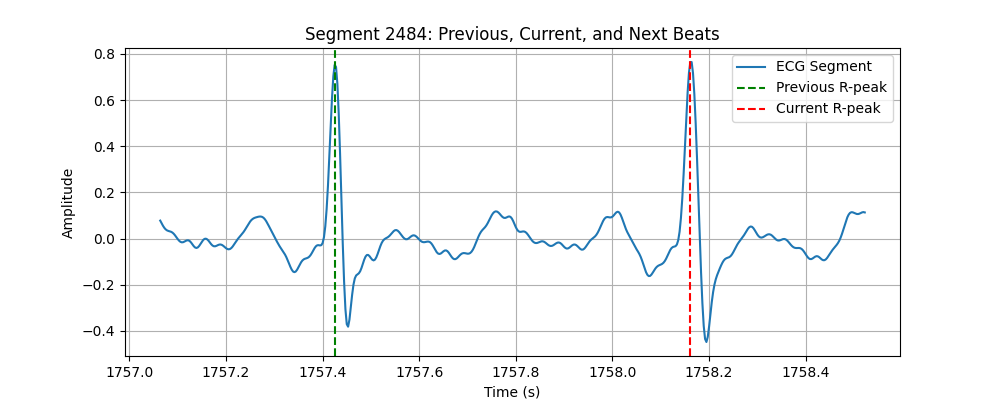 Segment 2484: Previous, Current, and Next Beats
ECG Segment
Previous R-peak
Current R-peak
Amplitude
0.8
0.6
0.4
0.2
0.0
−0.2
−0.4
1757.0 1757.2 1757.4 1757.6 1757.8 1758.0 1758.2 1758.4
Time (s)